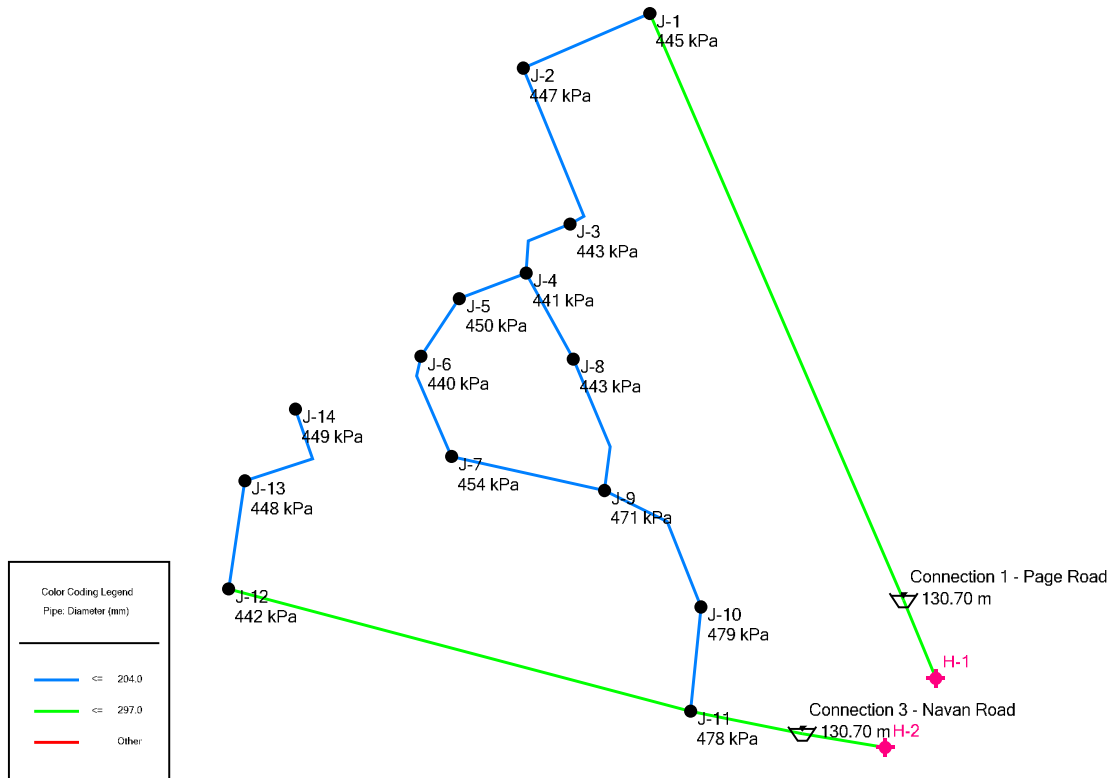 J-1
445 kPa
J-2
447 kPa
J-3
443 kPa
J-4
441 kPa
J-5
450 kPa
J-6
440 kPa
J-8
443 kPa
J-14
449 kPa
J-7
454 kPa
J-13
448 kPa
J-9
471 kPa
Connection 1 - Page Road
130.70 m
J-12
442 kPa
J-10
479 kPa
H-1
Connection 3 - Navan Road
130.70 m
H-2
J-11
478 kPa
Color Coding Legend
Pipe: Diameter (mm)
<= 204.0
<= 297.0
Other